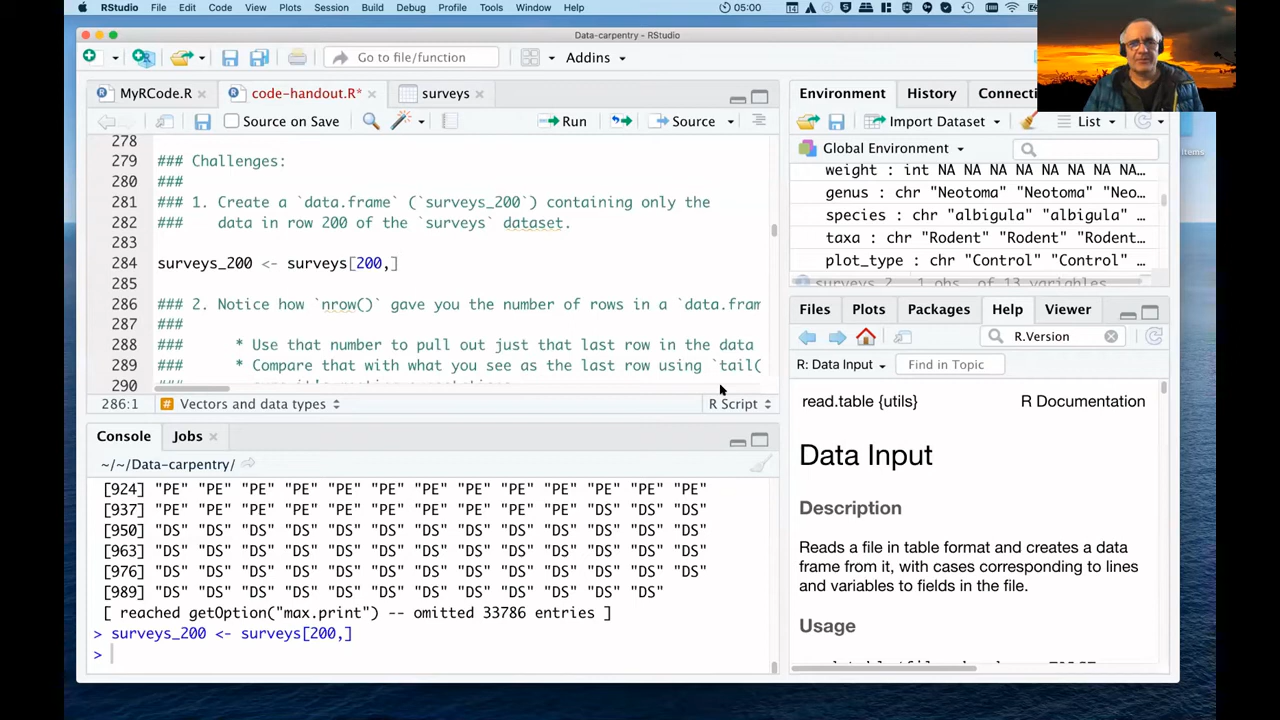 RStudio File Edit Code View Plots Session Build Debug Profile Tools Window Help 05:00
Data-carpentry - RStudio
Go to file/function Addins
MyRCode.R code-handout.R* surveys
Source on Save Run Source
278
279 ### Challenges:
280 ###
281 ### 1. Create a `data.frame` (`surveys_200`) containing only the
282 ### data in row 200 of the `surveys` dataset.
283
284 surveys_200 <- surveys[200,]
285
286 ### 2. Notice how `nrow()` gave you the number of rows in a `data.fram
287 ###
288 ### * Use that number to pull out just that last row in the data
289 ### * Compare that with what you see as the last row using `tail(
290
286:1 Vectors and data types R Script
Console Jobs
~/~/Data-carpentry/
[924] "PE" "PE" "PE" "PE" "PE" "PE" "PE" "PE" "PE" "PE" "PE" "PE" "PE"
[937] "PE" "PE" "PE" "PE" "PE" "PE" "PE" "PE" "PE" "PE" "DS" "DS" "DS"
[950] "DS" "DS" "DS" "DS" "DS" "DS" "DS" "DS" "DS" "DS" "DS" "DS" "DS"
[963] "DS" "DS" "DS" "DS" "DS" "DS" "DS" "DS" "DS" "DS" "DS" "DS" "DS"
[976] "DS" "DS" "DS" "DS" "DS" "DS" "DS" "DS" "DS" "DS" "DS" "DS" "DS"
[989] "DS" "DS" "DS" "DS" "DS" "DS" "DS" "DS" "DS" "DS" "DS" "DS"
[ reached getOption("max.print") -- omitted entries ]
> surveys_200 <- surveys[200,]
>
Environment History Connecti
Import Dataset List
Global Environment
weight : int NA NA NA NA NA NA NA NA…
genus : chr "Neotoma" "Neotoma" "Neo…
species : chr "albigula" "albigula" …
taxa : chr "Rodent" "Rodent" "Rodent…
plot_type : chr "Control" "Control" …
1 obs. of 13 variables
Files Plots Packages Help Viewer
R.Version
R: Data Input Find in Topic
read.table {utils} R Documentation
Data Input
Description
Reads a file in table format and creates a data
frame from it, with cases corresponding to lines
and variables to fields in the file.
Usage